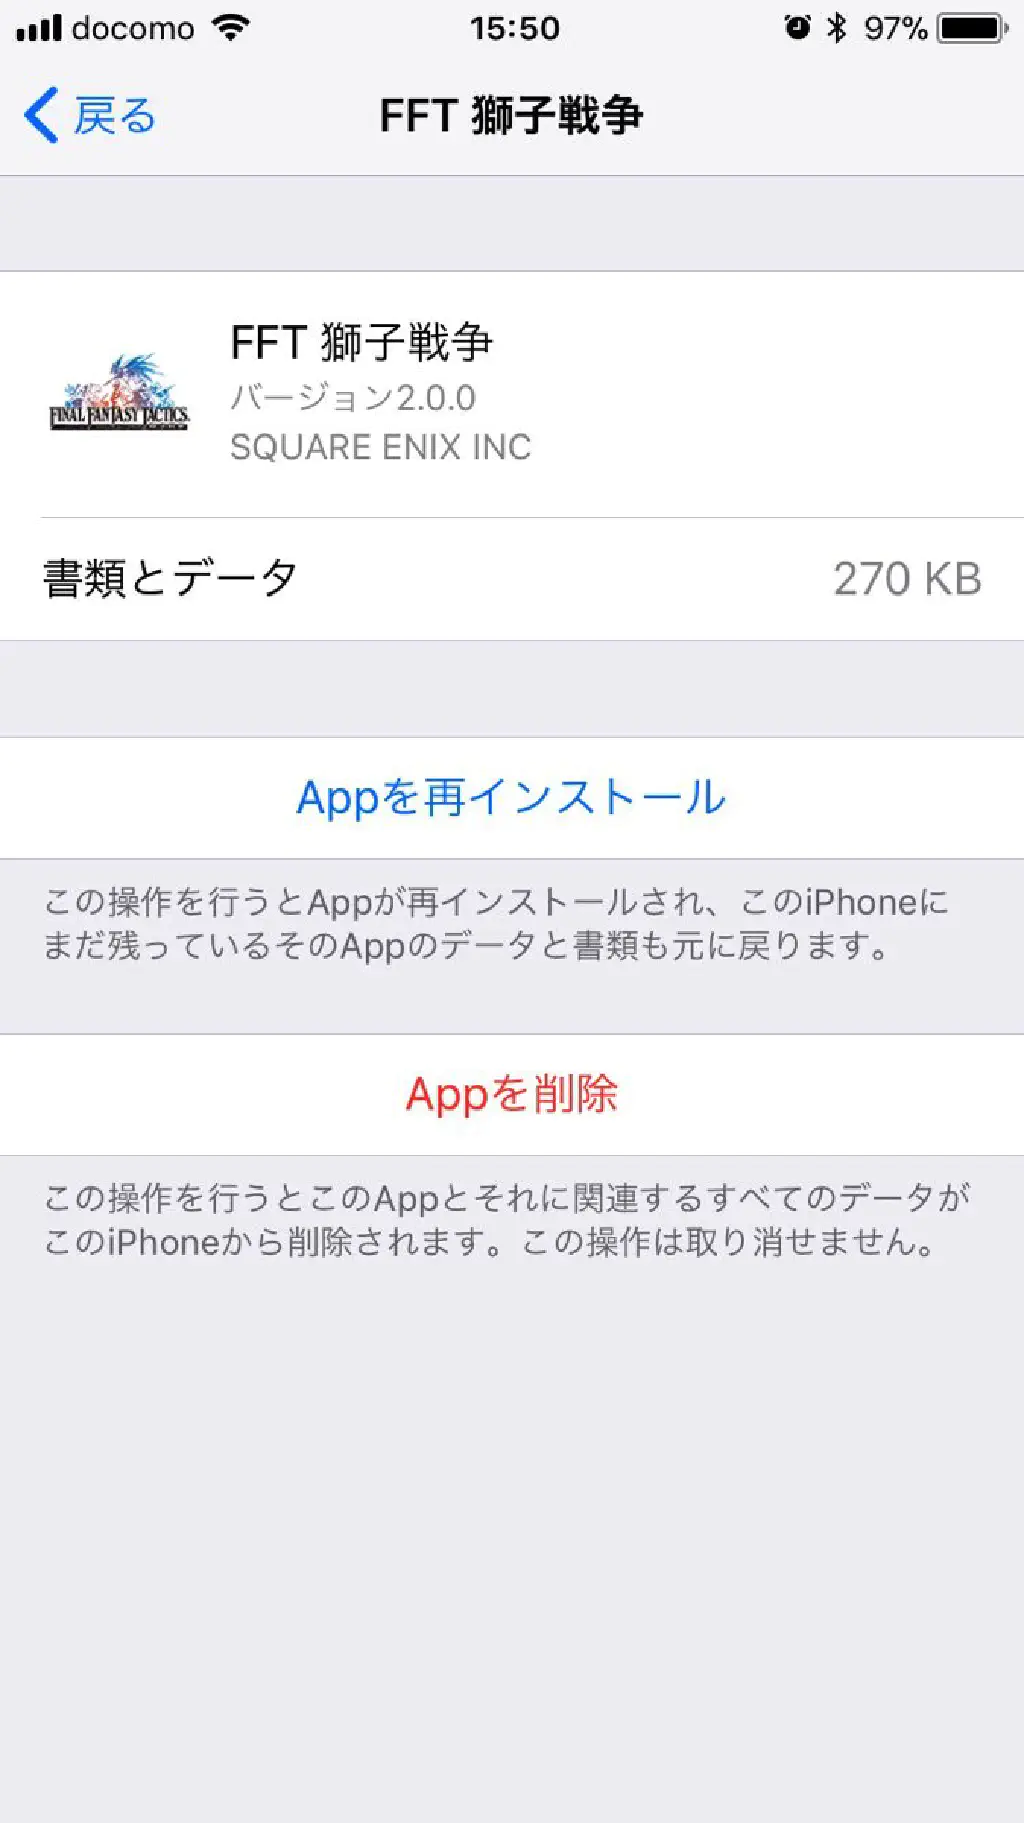 docomo 15:50 97%
戻る FFT 獅子戦争
FFT 獅子戦争
バージョン2.0.0
FINAL FANTASY TACTICS.
SQUARE ENIX INC
書類とデータ 270 KB
Appを再インストール
この操作を行うとAppが再インストールされ、このiPhoneに
まだ残っているそのAppのデータと書類も元に戻ります。
Appを削除
この操作を行うとこのAppとそれに関連するすべてのデータが
このiPhoneから削除されます。この操作は取り消せません。